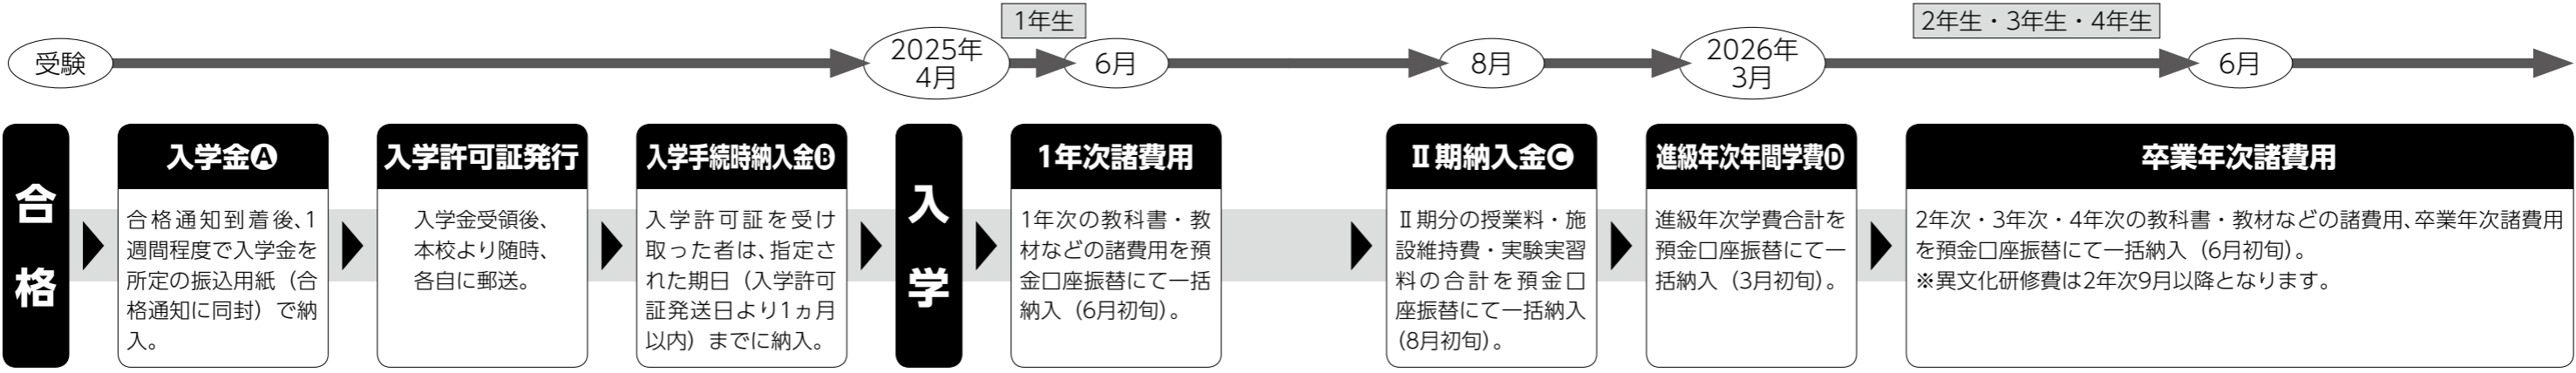 1年生
2年生・3年生・4年生
受験
2025年
4月
6月
8月
2026年
3月
6月
合格
入学金Ⓐ
合格通知到着後、1
週間程度で入学金を
所定の振込用紙（合
格通知に同封）で納
入。
入学許可証発行
入学金受領後、
本校より随時、
各自に郵送。
入学手続時納入金Ⓑ
入学許可証を受け
取った者は、指定さ
れた期日（入学許可
証発送日より1ヵ月
以内）までに納入。
入学
1年次諸費用
1年次の教科書・教
材などの諸費用を預
金口座振替にて一括
納入（6月初旬）。
Ⅱ期納入金Ⓒ
Ⅱ期分の授業料・施
設維持費・実験実習
料の合計を預金口
座振替にて一括納入
（8月初旬）。
進級年次年間学費Ⓓ
進級年次学費合計を
預金口座振替にて一
括納入（3月初旬）。
卒業年次諸費用
2年次・3年次・4年次の教科書・教材などの諸費用、卒業年次諸費用
を預金口座振替にて一括納入（6月初旬）。
※異文化研修費は2年次9月以降となります。